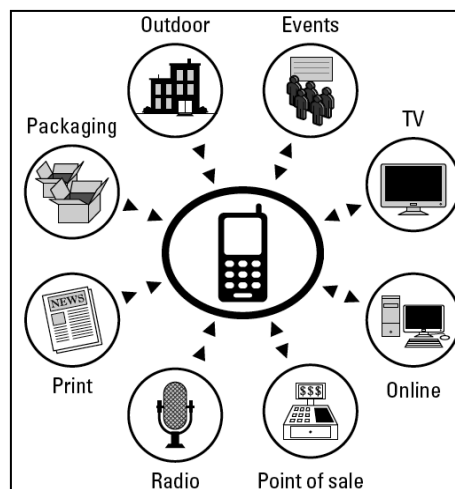 Outdoor
Events
Packaging
TV
NEWS
Print
Online
$$$
Radio
Point of sale